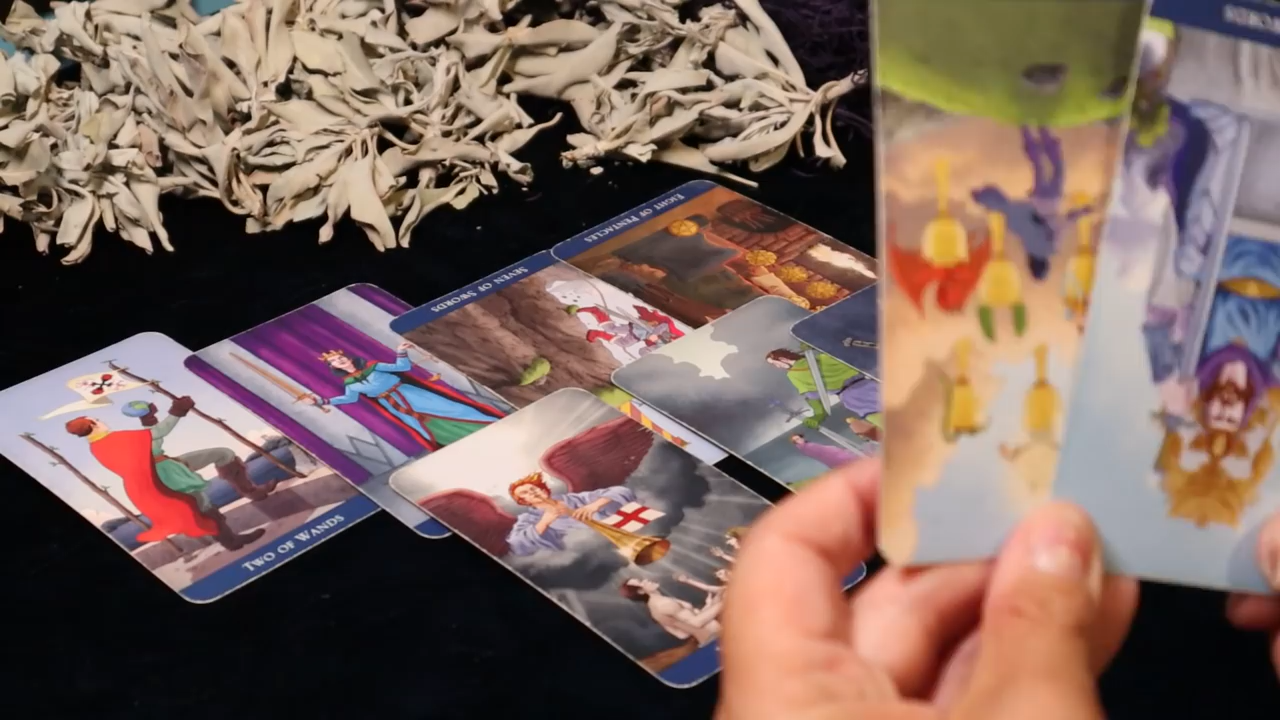 EIGHT OF PENTACLES
SEVEN OF SWORDS
TWO OF WANDS